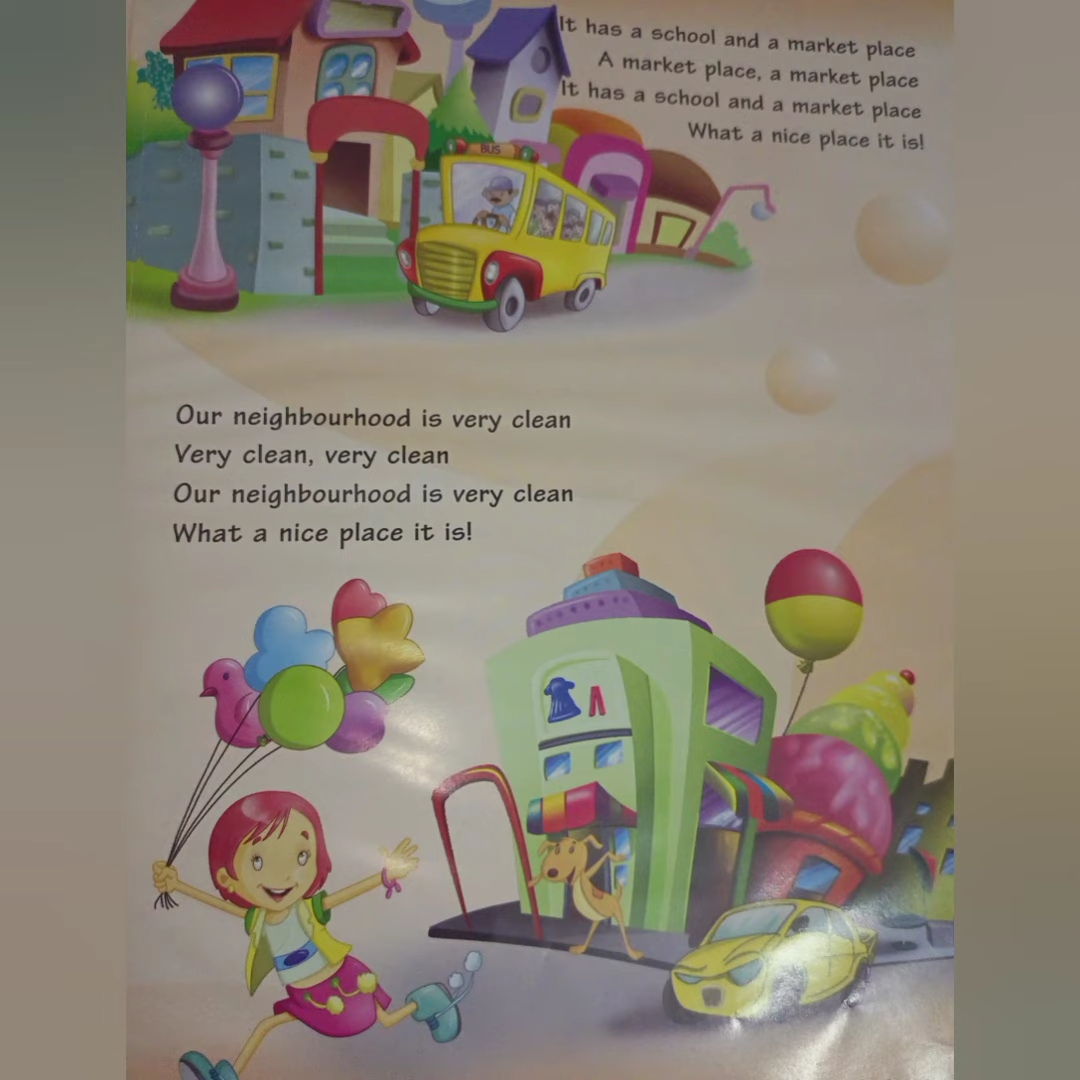 It has a school and a market place
A market place, a market place
It has a school and a market place
What a nice place it is!
BUS
Our neighbourhood is very clean
Very clean, very clean
Our neighbourhood is very clean
What a nice place it is!